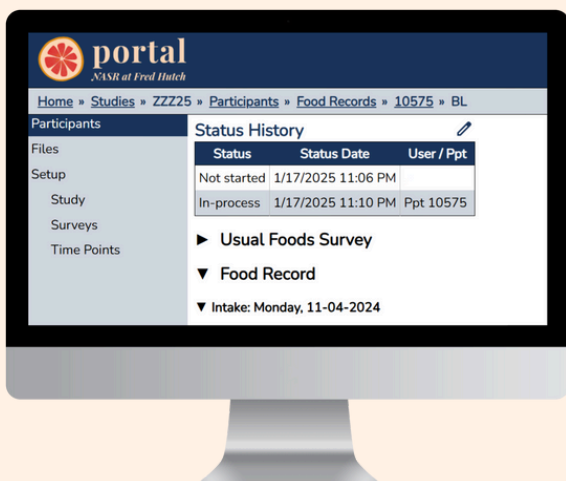 portal
NASR at Fred Hutch
Home » Studies » ZZZ25 » Participants » Food Records » 10575 » BL
Participants
Files
Setup
Study
Surveys
Time Points
Status History
Status Status Date User / Ppt
Not started 1/17/2025 11:06 PM
In-process 1/17/2025 11:10 PM Ppt 10575
► Usual Foods Survey
▼ Food Record
▼ Intake: Monday, 11-04-2024